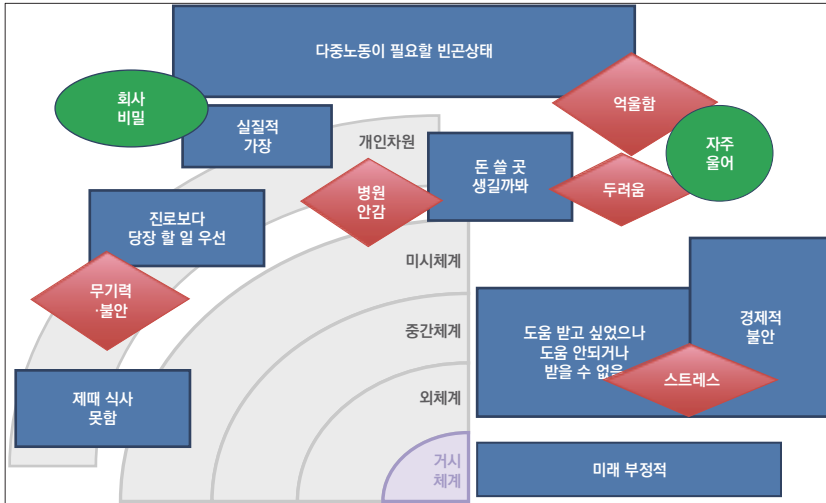 다중노동이 필요할 빈곤상태
회사
비밀
억울함
실질적
가장
개인차원
자주
울어
돈 쓸 곳
생길까봐
병원
안감
두려움
진로보다
당장 할 일 우선
미시체계
무기력
·불안
중간체계
도움 받고 싶었으나
도움 안되거나
받을 수 없음
경제적
불안
스트레스
제때 식사
못함
외체계
거시
체계
미래 부정적